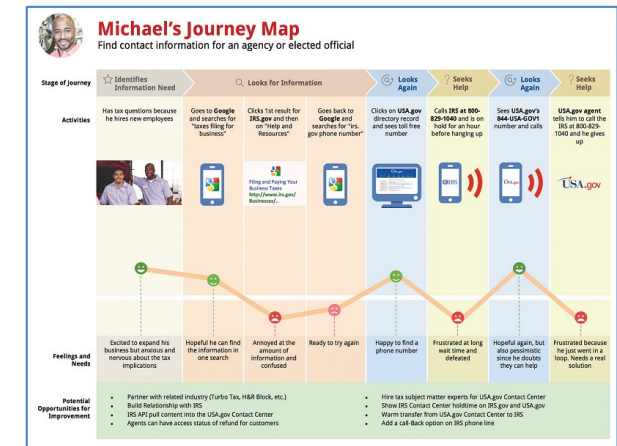 Michael's Journey Map
Find contact information for an agency or elected official
Stage of Journey
Identifies
Information Need
Looks for Information
Looks
Again
Seeks
Help
Looks
Again
Seeks
Help
Activities
Has tax questions because
he hires new employees
Goes to Google
and searches for
"taxes filing for
business"
Clicks 1st result for
IRS.gov and then
on "Help and
Resources"
Goes back to
Google and
searches for "irs.
gov phone number"
Clicks on USA.gov
directory record
and sees toll free
number
Calls IRS at 800-
829-1040 and is on
hold for an hour
before hanging up
Sees USA.gov's
844-USA-GOV1
number and calls
USA.gov agent
tells him to call the
IRS at 800-829-
1040 and he gives
up
Filing and Paying Your
Business Taxes
http://www.irs.gov/
Businesses/..
IRS
USA.gov
USA.gov
Feelings and
Needs
Excited to expand his
business but anxious and
nervous about the tax
implications
Hopeful he can find
the information in
one search
Annoyed at the
amount of
information and
confused
Ready to try again
Happy to find a
phone number
Frustrated at long
wait time and
defeated
Hopeful again, but
also pessimistic
since he doubts
they can help
Frustrated because
he just went in a
loop. Needs a real
solution
Potential
Opportunities for
Improvement
• Partner with related industry (Turbo Tax, H&R Block, etc.)
• Build Relationship with IRS
• IRS API pull content into the USA.gov Contact Center
• Agents can have access status of refund for customers
• Hire tax subject matter experts for USA.gov Contact Center
• Show IRS Contact Center holdtime on IRS.gov and USA.gov
• Warm transfer from USA.gov Contact Center to IRS
• Add a call-Back option on IRS phone line